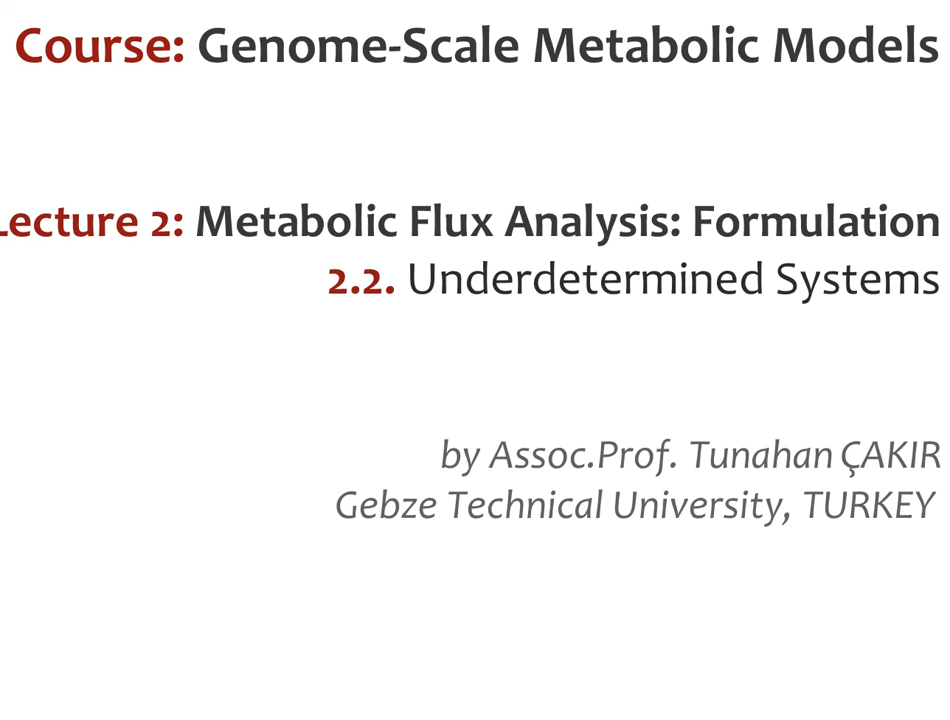 Course: Genome-Scale Metabolic Models
Lecture 2: Metabolic Flux Analysis: Formulation
2.2. Underdetermined Systems
by Assoc.Prof. Tunahan ÇAKIR
Gebze Technical University, TURKEY